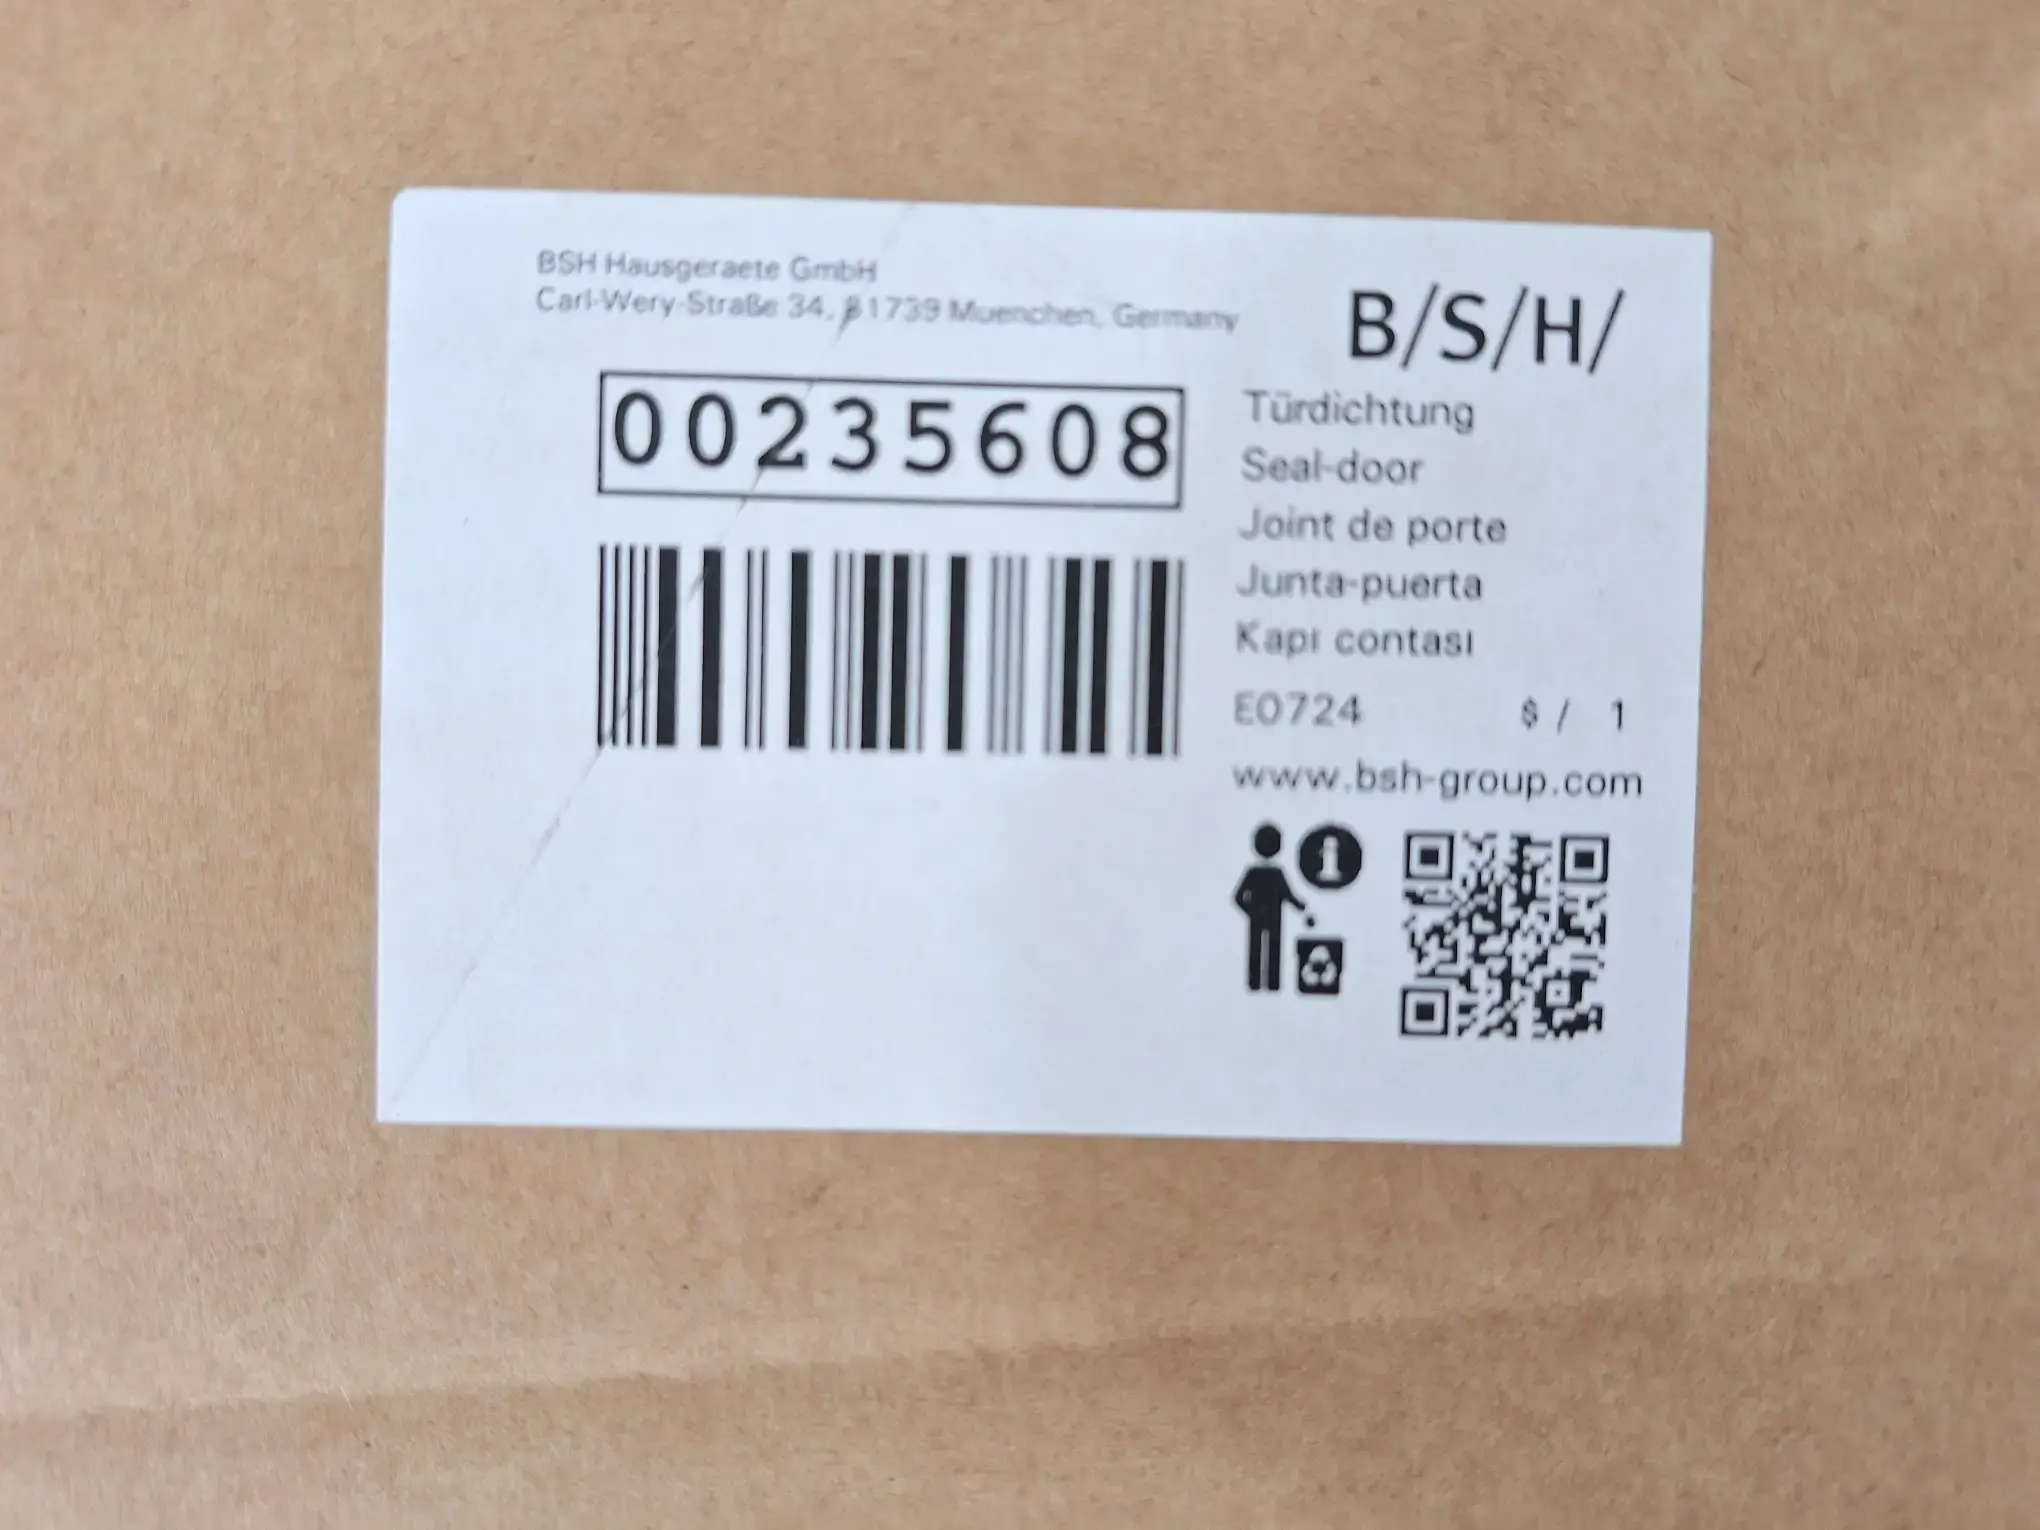 BSH Hausgeraete GmbH
Carl-Wery-Straße 34, 81739 Muenchen, Germany
B/S/H/
00235608
Türdichtung
Seal-door
Joint de porte
Junta-puerta
Kapı contası
E0724 $ / 1
www.bsh-group.com